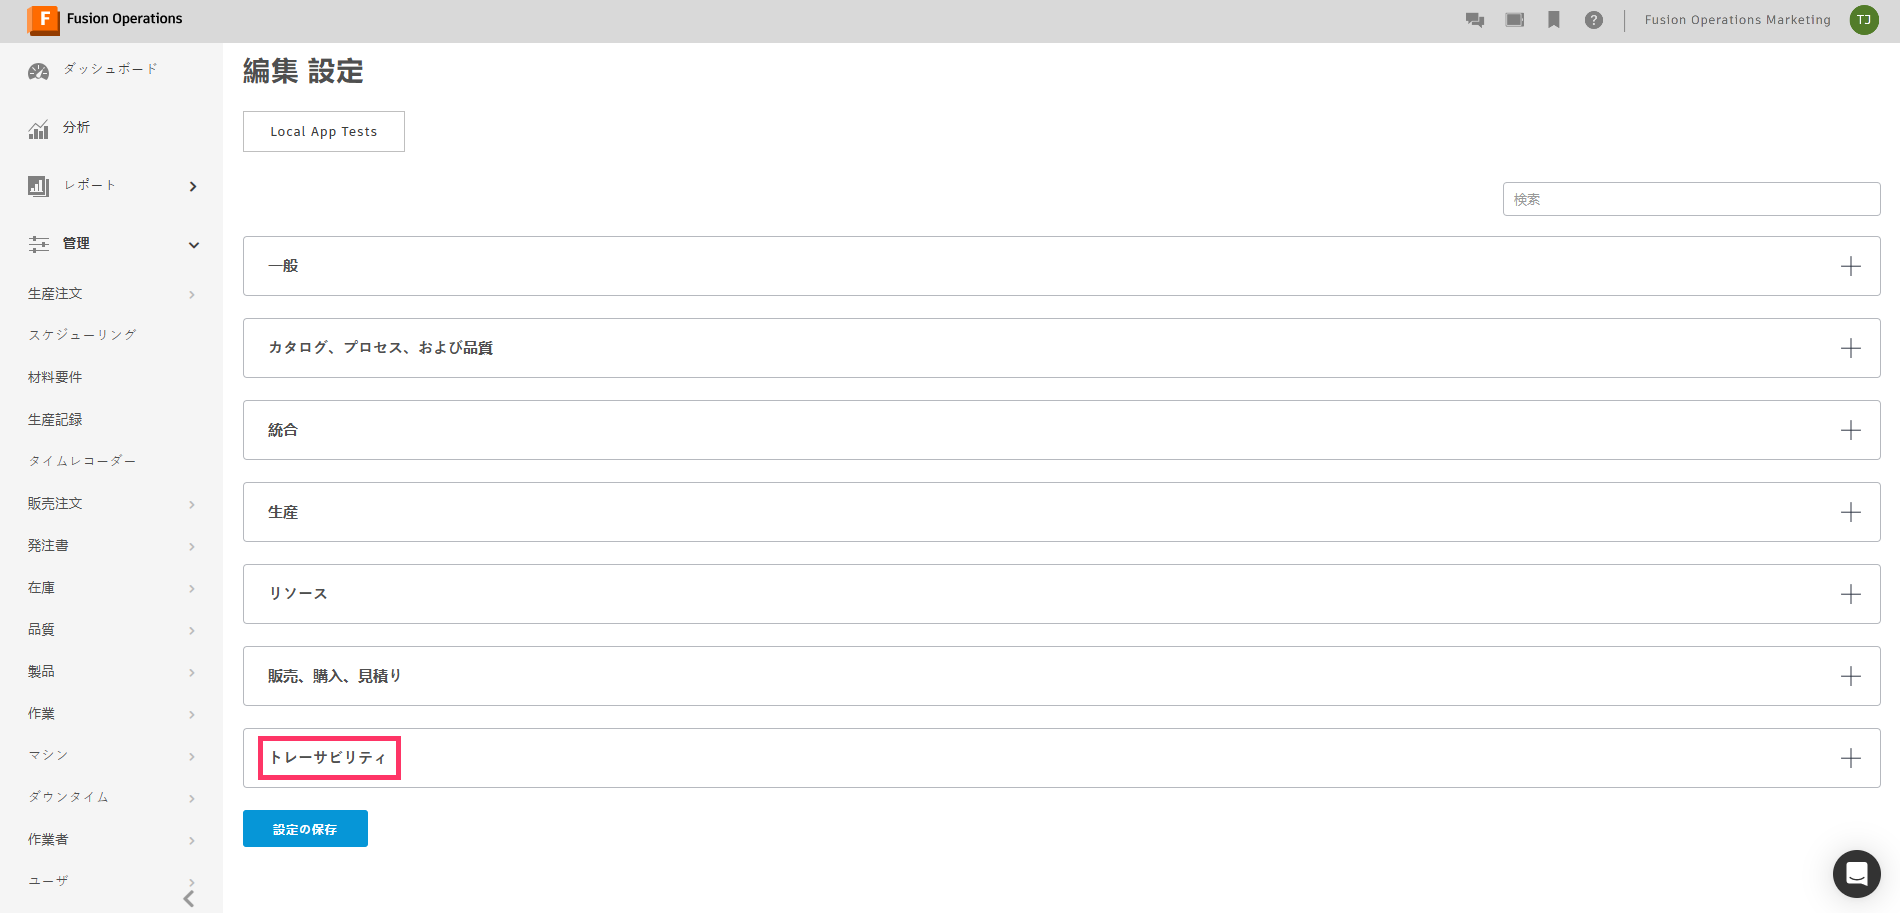 F Fusion Operations
Fusion Operations Marketing
TJ
ダッシュボード
分析
レポート
管理
生産注文
スケジューリング
材料要件
生産記録
タイムレコーダー
販売注文
発注書
在庫
品質
製品
作業
マシン
ダウンタイム
作業者
ユーザ
編集 設定
Local App Tests
検索
一般
カタログ、プロセス、および品質
統合
生産
リソース
販売、購入、見積り
トレーサビリティ
設定の保存